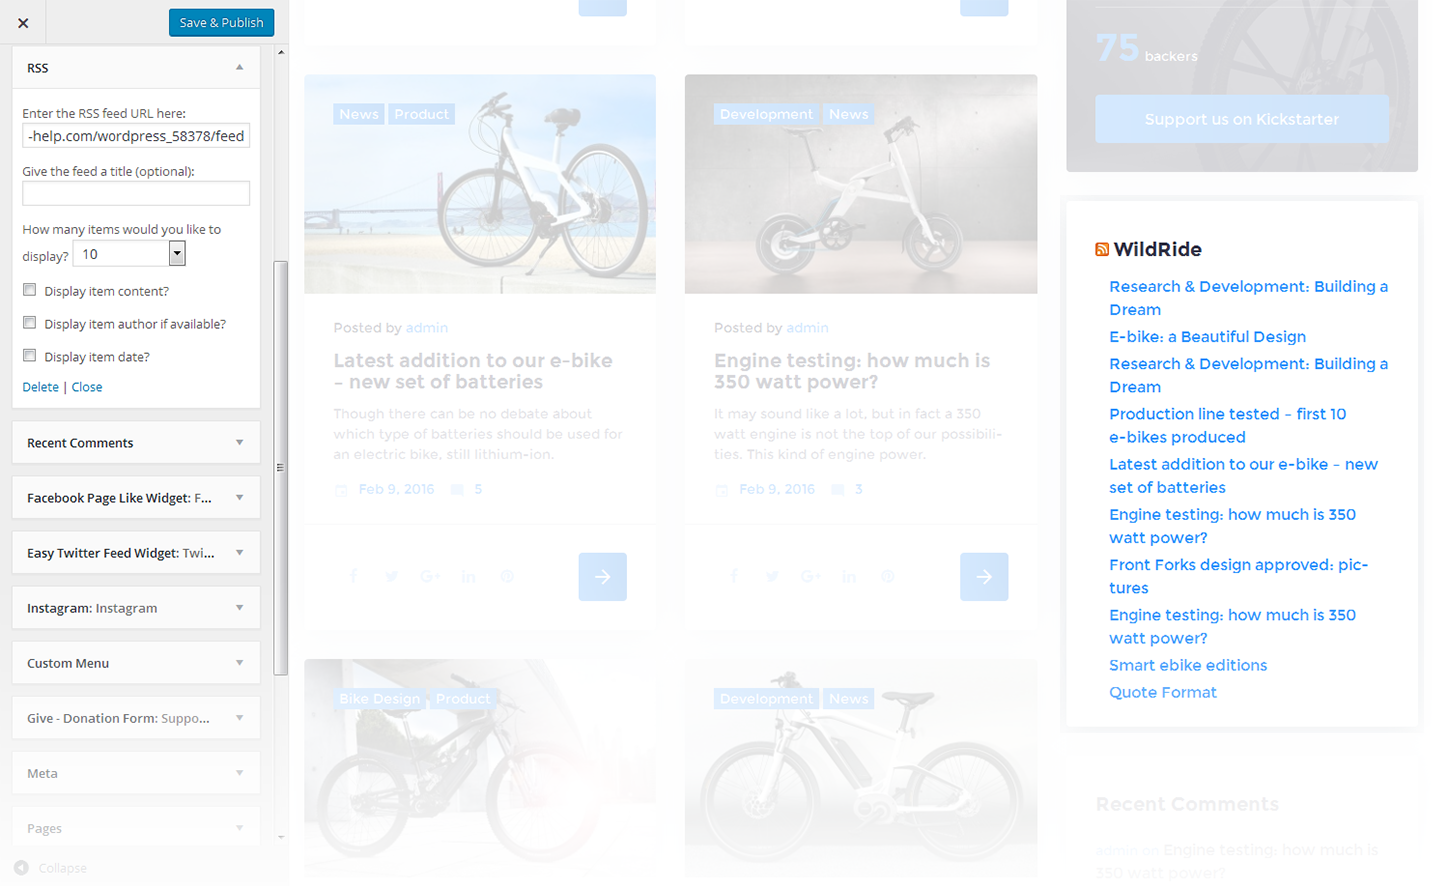 Save & Publish
RSS
Enter the RSS feed URL here:
-help.com/wordpress_58378/feed
Give the feed a title (optional):
How many items would you like to
display? 10
Display item content?
Display item author if available?
Display item date?
Delete | Close
Recent Comments
Facebook Page Like Widget: F...
Easy Twitter Feed Widget: Twi...
Instagram: Instagram
Custom Menu
Give - Donation Form: Suppo...
Meta
Pages
Collapse
News Product
Posted by admin
Latest addition to our e-bike
– new set of batteries
Though there can be no debate about
which type of batteries should be used for
an electric bike, still lithium-ion.
Feb 9, 2016 5
Development News
Posted by admin
Engine testing: how much is
350 watt power?
It may sound like a lot, but in fact a 350
watt engine is not the top of our possibili-
ties. This kind of engine power.
Feb 9, 2016 3
Bike Design Product
Development News
75 backers
Support us on Kickstarter
WildRide
Research & Development: Building a
Dream
E-bike: a Beautiful Design
Research & Development: Building a
Dream
Production line tested – first 10
e-bikes produced
Latest addition to our e-bike – new
set of batteries
Engine testing: how much is 350
watt power?
Front Forks design approved: pic-
tures
Engine testing: how much is 350
watt power?
Smart ebike editions
Quote Format
Recent Comments
admin on Engine testing: how much is
350 watt power?